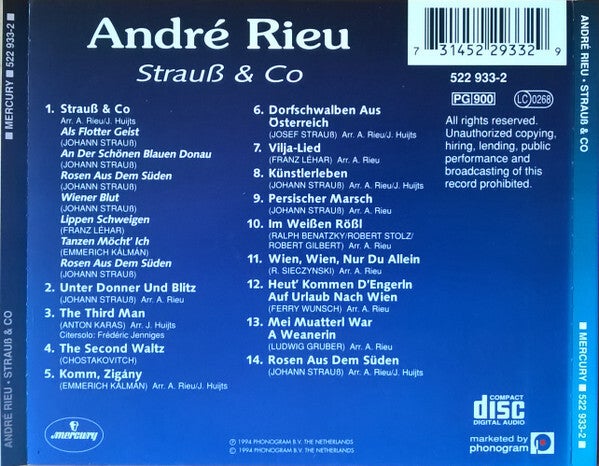 ANDRÉ RIEU • STRAUß & CO
■ MERCURY ■ 522 933-2 ■
André Rieu
Strauß & Co
1. Strauß & Co
Arr. A. Rieu / J. Huijts
Als Flotter Geist
(JOHANN STRAUß)
An Der Schönen Blauen Donau
(JOHANN STRAUß)
Rosen Aus Dem Süden
(JOHANN STRAUß)
Wiener Blut
(JOHANN STRAUß)
Lippen Schweigen
(FRANZ LÉHAR)
Tanzen Möcht' Ich
(EMMERICH KÁLMÁN)
Rosen Aus Dem Süden
(JOHANN STRAUß)
2. Unter Donner Und Blitz
(JOHANN STRAUß) Arr. A. Rieu
3. The Third Man
(ANTON KARAS) Arr. J. Huijts
Citersolo: Frédéric Jenniges
4. The Second Waltz
(CHOSTAKOVITCH)
5. Komm, Zigány
(EMMERICH KÁLMÁN) Arr. A. Rieu/Huijts
6. Dorfschwalben Aus
Österreich
(JOSEF STRAUß) Arr. A. Rieu
7. Vilja-Lied
(FRANZ LÉHAR) Arr. A. Rieu
8. Künstlerleben
(JOHANN STRAUß) Arr. A. Rieu/J. Huijts
9. Persischer Marsch
(JOHANN STRAUß) Arr. A. Rieu
10. Im Weißen Rößl
(RALPH BENATZKY/ROBERT STOLZ/
ROBERT GILBERT) Arr. A. Rieu
11. Wien, Wien, Nur Du Allein
(R. SIECZYNSKI) Arr. A. Rieu
12. Heut' Kommen D'Engerln
Auf Urlaub Nach Wien
(FERRY WUNSCH) Arr. A. Rieu
13. Mei Muatterl War
A Weanerin
(LUDWIG GRUBER) Arr. A. Rieu
14. Rosen Aus Dem Süden
(JOHANN STRAUß) Arr. A. Rieu/J. Huijts
7 31452 29332 9
522 933-2
PG 900
LC 0268
All rights reserved.
Unauthorized copying,
hiring, lending, public
performance and
broadcasting of this
record prohibited.
mercury
℗ 1994 PHONOGRAM B.V. THE NETHERLANDS
© 1994 PHONOGRAM B.V. THE NETHERLANDS
COMPACT
disc
DIGITAL AUDIO
marketed by
phonogram
ANDRÉ RIEU • STRAUß & CO
■ MERCURY ■ 522 933-2 ■